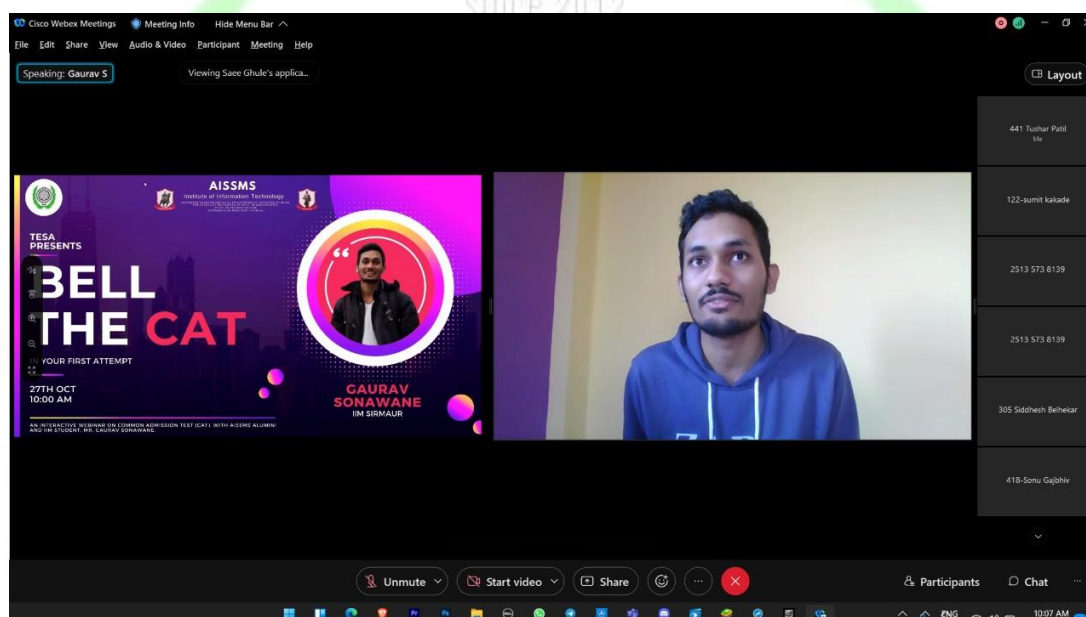 SINCE 2012
Cisco Webex Meetings
Meeting Info
Hide Menu Bar
File Edit Share View Audio & Video Participant Meeting Help
Speaking: Gaurav S
Viewing Saee Ghule's applica...
Layout
AISSMS
Institute of Information Technology
TESA
PRESENTS
BELL
THE CAT
IN YOUR FIRST ATTEMPT
27TH OCT
10:00 AM
AN INTERACTIVE WEBINAR ON COMMON ADMISSION TEST (CAT), WITH AISSMS ALUMINI
AND IIM STUDENT, MR. GAURAV SONAWANE.
GAURAV
SONAWANE
IIM SIRMAUR
441 Tushar Patil
Me
122-sumit kakade
2513 573 8139
2513 573 8139
305 Siddhesh Belhekar
418-Sonu Gajbhiv
Unmute
Start video
Share
Participants
Chat
ENG
10:07 AM